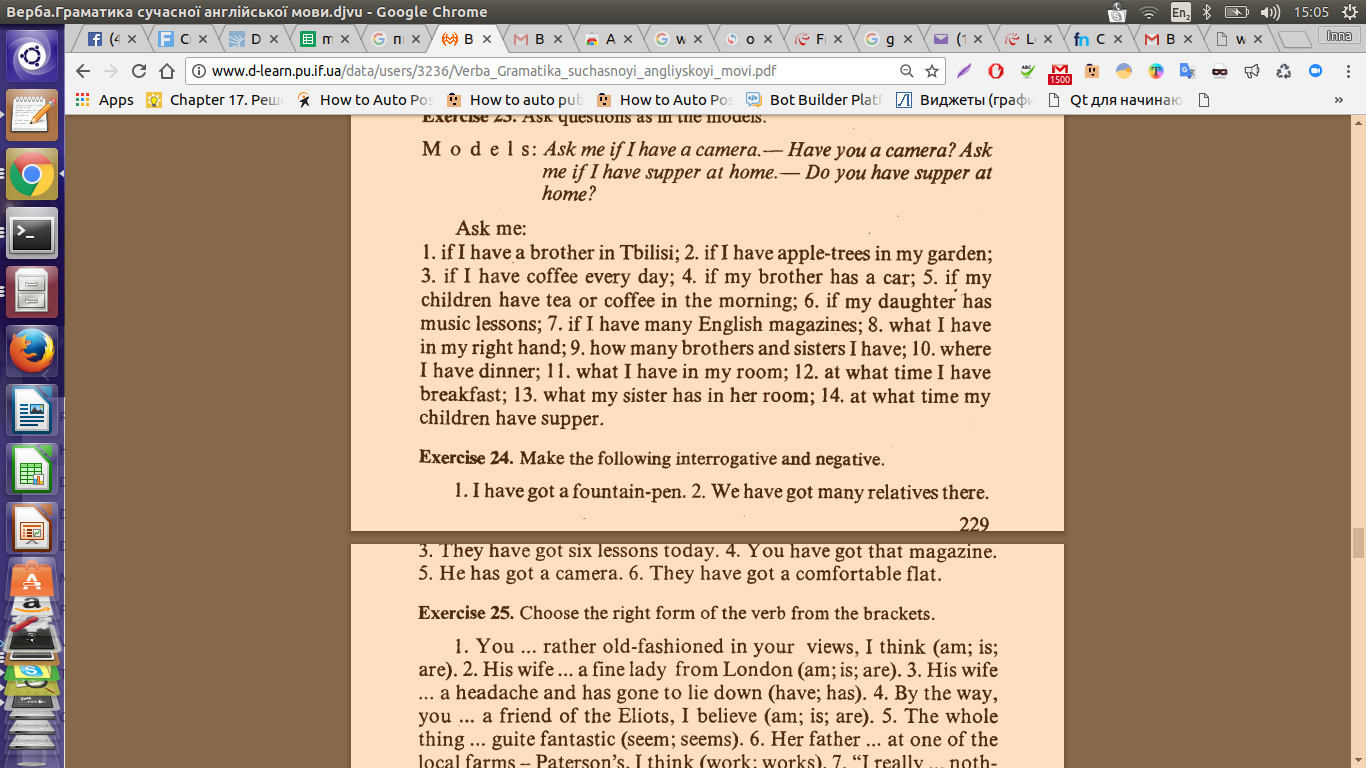 Верба.Граматика сучасної англійської мови.djvu - Google Chrome
En2
15:05
(4
C
D
m
п
B
B
A
w
o
F
g
(1
L
C
B
w
Inna
www.d-learn.pu.if.ua/data/users/3236/Verba_Gramatika_suchasnoyi_angliyskoyi_movi.pdf
1500
Apps
Chapter 17. Реш
How to Auto Pos
How to auto pub
How to Auto Pos
Bot Builder Platf
Виджеты (граф
Qt для начинаю
»
Exercise 23. Ask questions as in the models.
Models: Ask me if I have a camera.— Have you a camera? Ask
me if I have supper at home.— Do you have supper at
home?
Ask me:
1. if I have a brother in Tbilisi; 2. if I have apple-trees in my garden;
3. if I have coffee every day; 4. if my brother has a car; 5. if my
children have tea or coffee in the morning; 6. if my daughter has
music lessons; 7. if I have many English magazines; 8. what I have
in my right hand; 9. how many brothers and sisters I have; 10. where
I have dinner; 11. what I have in my room; 12. at what time I have
breakfast; 13. what my sister has in her room; 14. at what time my
children have supper.
Exercise 24. Make the following interrogative and negative.
1. I have got a fountain-pen. 2. We have got many relatives there.
229
3. They have got six lessons today. 4. You have got that magazine.
5. He has got a camera. 6. They have got a comfortable flat.
Exercise 25. Choose the right form of the verb from the brackets.
1. You ... rather old-fashioned in your views, I think (am; is;
are). 2. His wife ... a fine lady from London (am; is; are). 3. His wife
... a headache and has gone to lie down (have; has). 4. By the way,
you ... a friend of the Eliots, I believe (am; is; are). 5. The whole
thing ... guite fantastic (seem; seems). 6. Her father ... at one of the
local farms – Paterson's, I think (work; works). 7. “I really ... noth-